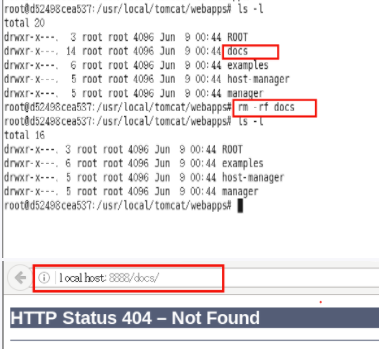 root@d52498cea537:/usr/local/tomcat/webapps# ls -l
total 20
drwxr-x---. 3 root root 4096 Jun 9 00:44 ROOT
drwxr-x---. 14 root root 4096 Jun 9 00:44 docs
drwxr-x---. 6 root root 4096 Jun 9 00:44 examples
drwxr-x---. 5 root root 4096 Jun 9 00:44 host-manager
drwxr-x---. 5 root root 4096 Jun 9 00:44 manager
root@d52498cea537:/usr/local/tomcat/webapps# rm -rf docs
root@d52498cea537:/usr/local/tomcat/webapps# ls -l
total 16
drwxr-x---. 3 root root 4096 Jun 9 00:44 ROOT
drwxr-x---. 6 root root 4096 Jun 9 00:44 examples
drwxr-x---. 5 root root 4096 Jun 9 00:44 host-manager
drwxr-x---. 5 root root 4096 Jun 9 00:44 manager
root@d52498cea537:/usr/local/tomcat/webapps#
localhost:8888/docs/
HTTP Status 404 – Not Found